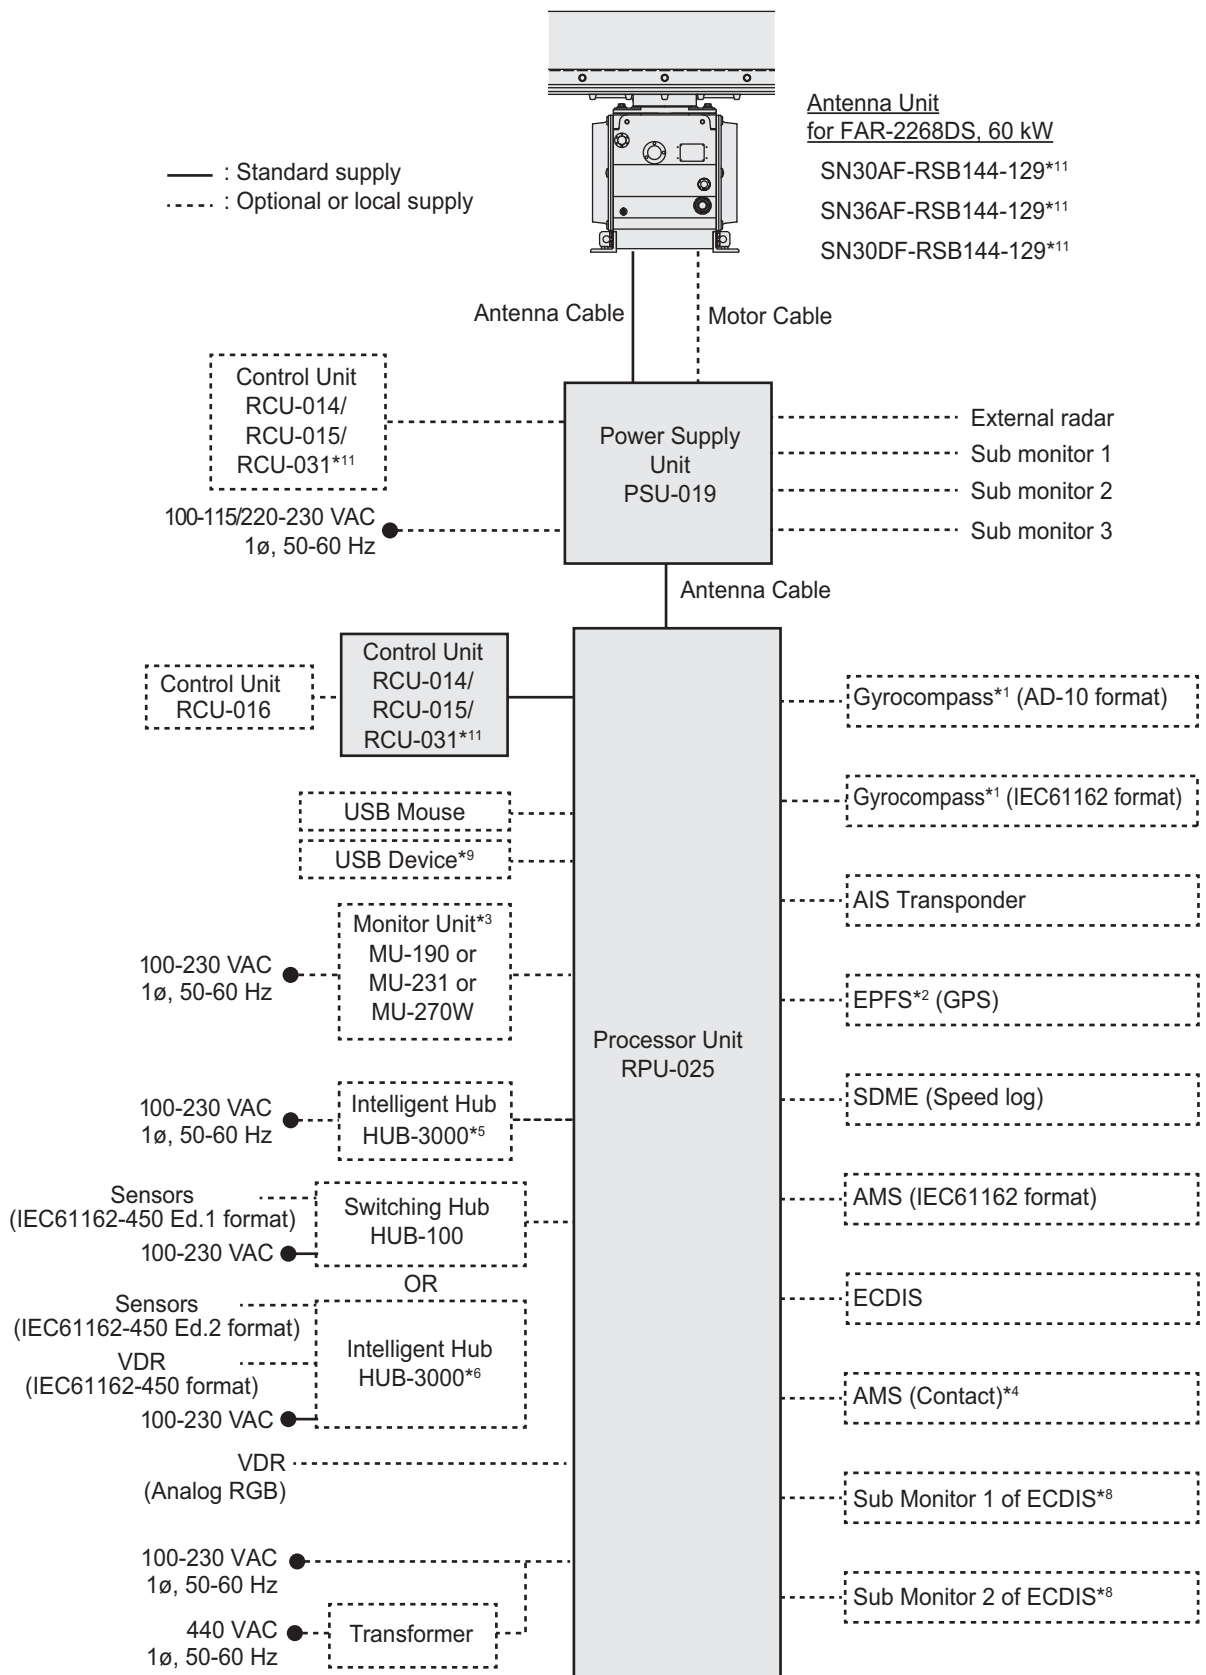 Antenna Unit
for FAR-2268DS, 60 kW
SN30AF-RSB144-129*11
SN36AF-RSB144-129*11
SN30DF-RSB144-129*11
: Standard supply
: Optional or local supply
Antenna Cable
Motor Cable
Control Unit
RCU-014/
RCU-015/
RCU-031*11
100-115/220-230 VAC
1ø, 50-60 Hz
Power Supply
Unit
PSU-019
External radar
Sub monitor 1
Sub monitor 2
Sub monitor 3
Antenna Cable
Control Unit
RCU-016
Control Unit
RCU-014/
RCU-015/
RCU-031*11
USB Mouse
USB Device*9
100-230 VAC
1ø, 50-60 Hz
Monitor Unit*3
MU-190 or
MU-231 or
MU-270W
100-230 VAC
1ø, 50-60 Hz
Intelligent Hub
HUB-3000*5
Sensors
(IEC61162-450 Ed.1 format)
100-230 VAC
Switching Hub
HUB-100
OR
Sensors
(IEC61162-450 Ed.2 format)
VDR
(IEC61162-450 format)
100-230 VAC
Intelligent Hub
HUB-3000*6
VDR
(Analog RGB)
100-230 VAC
1ø, 50-60 Hz
440 VAC
1ø, 50-60 Hz
Transformer
Processor Unit
RPU-025
Gyrocompass*1 (AD-10 format)
Gyrocompass*1 (IEC61162 format)
AIS Transponder
EPFS*2 (GPS)
SDME (Speed log)
AMS (IEC61162 format)
ECDIS
AMS (Contact)*4
Sub Monitor 1 of ECDIS*8
Sub Monitor 2 of ECDIS*8